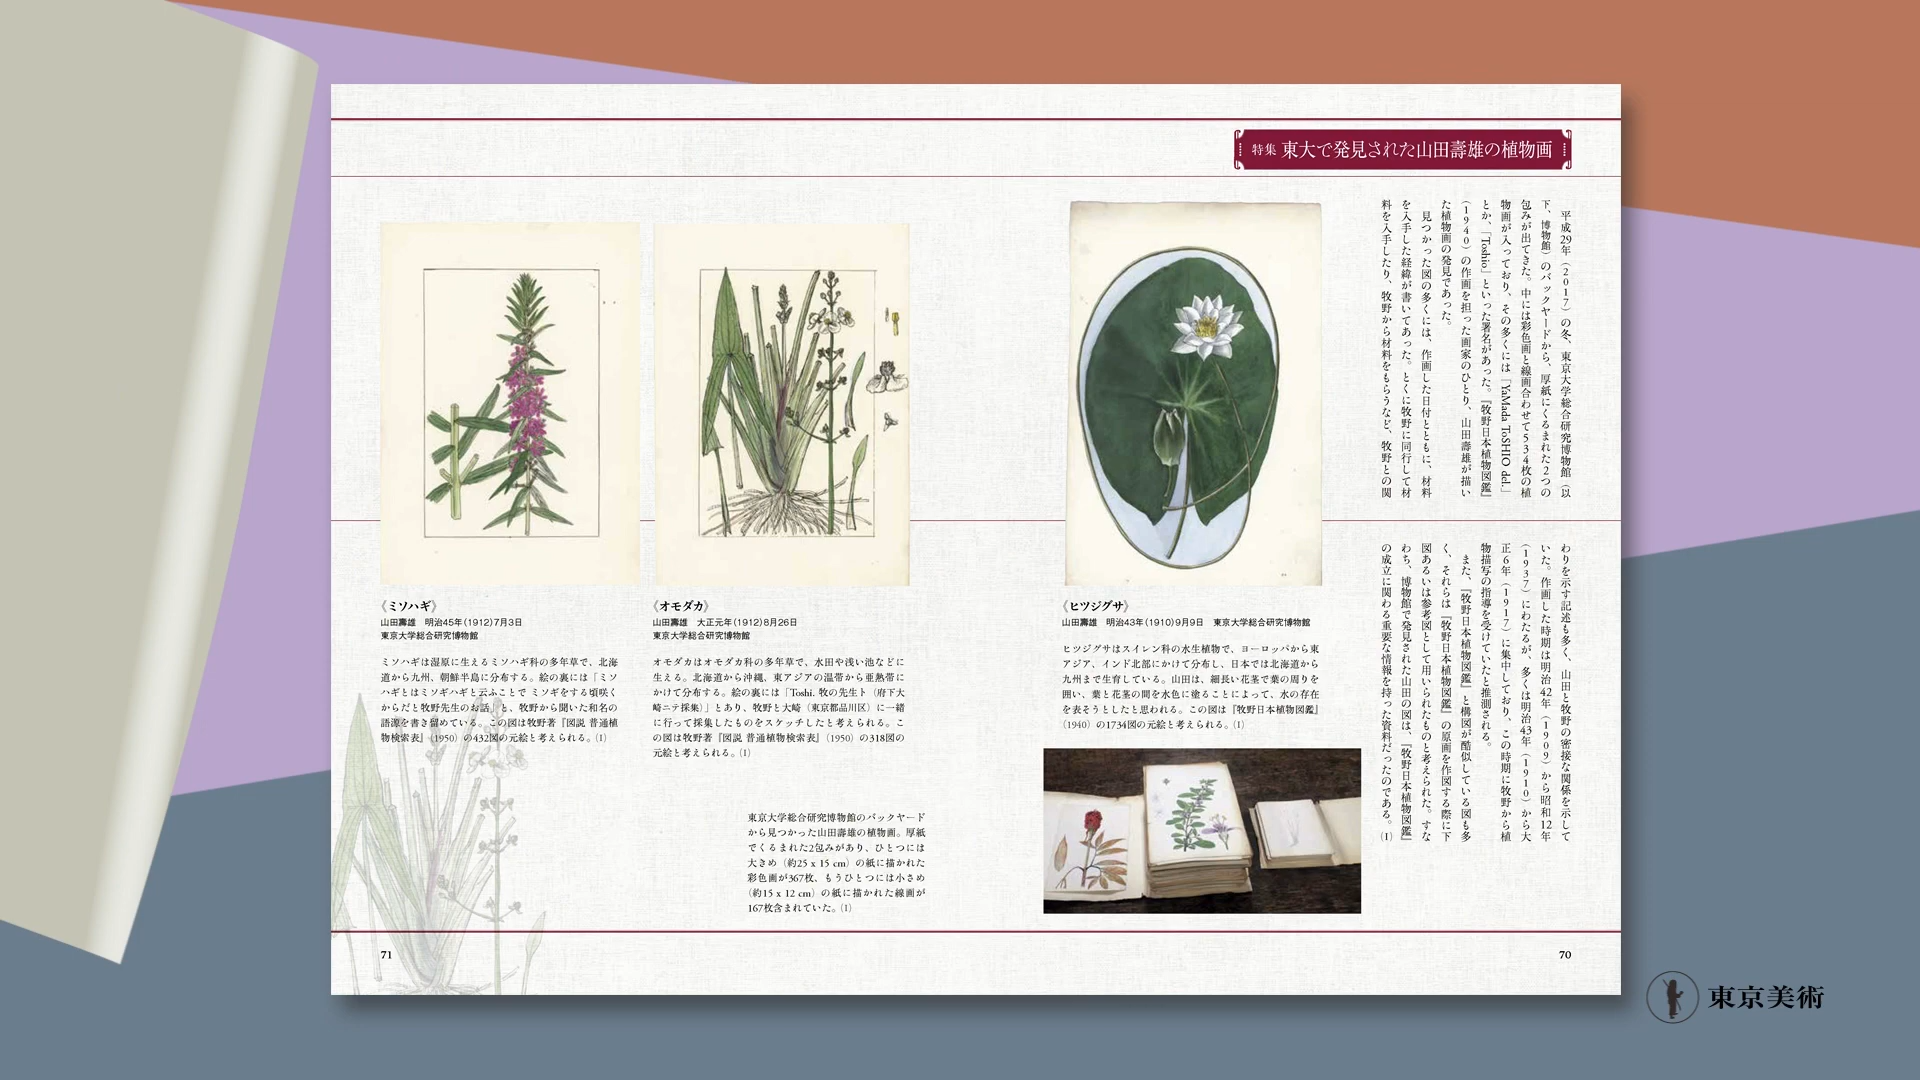 特集 東大で発見された山田壽雄の植物画
平成29年（2017）の冬、東京大学総合研究博物館（以
下、博物館）のバックヤードから、厚紙にくるまれた2つの
包みが出てきた。中には彩色画と線画合わせて534枚の植
物画が入っており、その多くには「YaMada ToSHIO del.」
とか、「Toshio」といった署名があった。『牧野日本植物図鑑』
（1940）の作画を担った画家のひとり、山田壽雄が描い
た植物画の発見であった。
見つかった図の多くには、作画した日付とともに、材料
を入手した経緯が書いてあった。とくに牧野に同行して材
料を入手したり、牧野から材料をもらうなど、牧野との関
わりを示す記述も多く、山田と牧野の密接な関係を示して
いた。作画した時期は明治42年（1909）から昭和12年
（1937）にわたるが、多くは明治43年（1910）から大
正6年（1917）に集中しており、この時期に牧野から植
物描写の指導を受けていたと推測される。
また、『牧野日本植物図鑑』と構図が酷似している図も多
く、それらは『牧野日本植物図鑑』の原画を作図する際に下
図あるいは参考図として用いられたものと考えられた。すな
わち、博物館で発見された山田の図は、『牧野日本植物図鑑』
の成立に関わる重要な情報を持った資料だったのである。（I）
《ヒツジグサ》
山田壽雄　明治43年（1910）9月9日　東京大学総合研究博物館
ヒツジグサはスイレン科の水生植物で、ヨーロッパから東
アジア、インド北部にかけて分布し、日本では北海道から
九州まで生育している。山田は、細長い花茎で葉の周りを
囲い、葉と花茎の間を水色に塗ることによって、水の存在
を表そうとしたと思われる。この図は『牧野日本植物図鑑』
（1940）の1734図の元絵と考えられる。（I）
70
《オモダカ》
山田壽雄　大正元年（1912）8月26日
東京大学総合研究博物館
オモダカはオモダカ科の多年草で、水田や浅い池などに
生える。北海道から沖縄、東アジアの温帯から亜熱帯に
かけて分布する。絵の裏には「Toshi. 牧の先生ト（府下大
崎ニテ採集）」とあり、牧野と大崎（東京都品川区）に一緒
に行って採集したものをスケッチしたと考えられる。こ
の図は牧野著『図説 普通植物検索表』（1950）の318図の
元絵と考えられる。（I）
《ミソハギ》
山田壽雄　明治45年（1912）7月3日
東京大学総合研究博物館
ミソハギは湿原に生えるミソハギ科の多年草で、北海
道から九州、朝鮮半島に分布する。絵の裏には「ミソ
ハギとはミソギハギと云ふことで ミソギをする頃咲く
からだと牧野先生のお話」と、牧野から聞いた和名の
語源を書き留めている。この図は牧野著『図説 普通植
物検索表』（1950）の432図の元絵と考えられる。（I）
東京大学総合研究博物館のバックヤード
から見つかった山田壽雄の植物画。厚紙
でくるまれた2包みがあり、ひとつには
大きめ（約25 x 15 cm）の紙に描かれた
彩色画が367枚、もうひとつには小さめ
（約15 x 12 cm）の紙に描かれた線画が
167枚含まれていた。（I）
71
東京美術